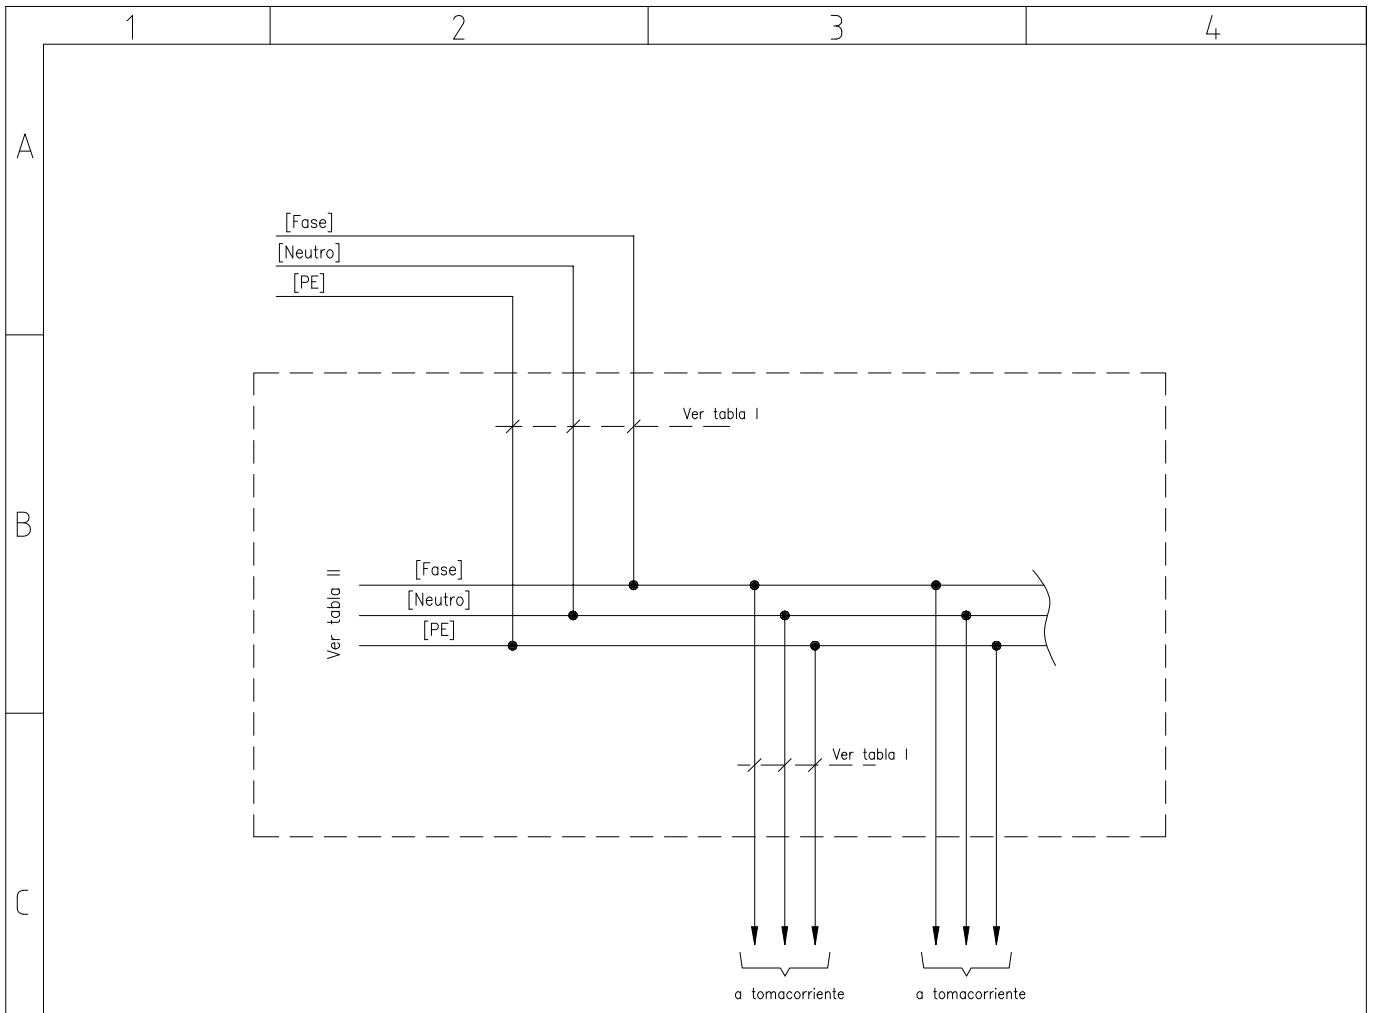 1 2 3 4
A
[Fase]
[Neutro]
[PE]
Ver tabla I
B
Ver tabla II
[Fase]
[Neutro]
[PE]
Ver tabla I
C
a tomacorriente a tomacorriente